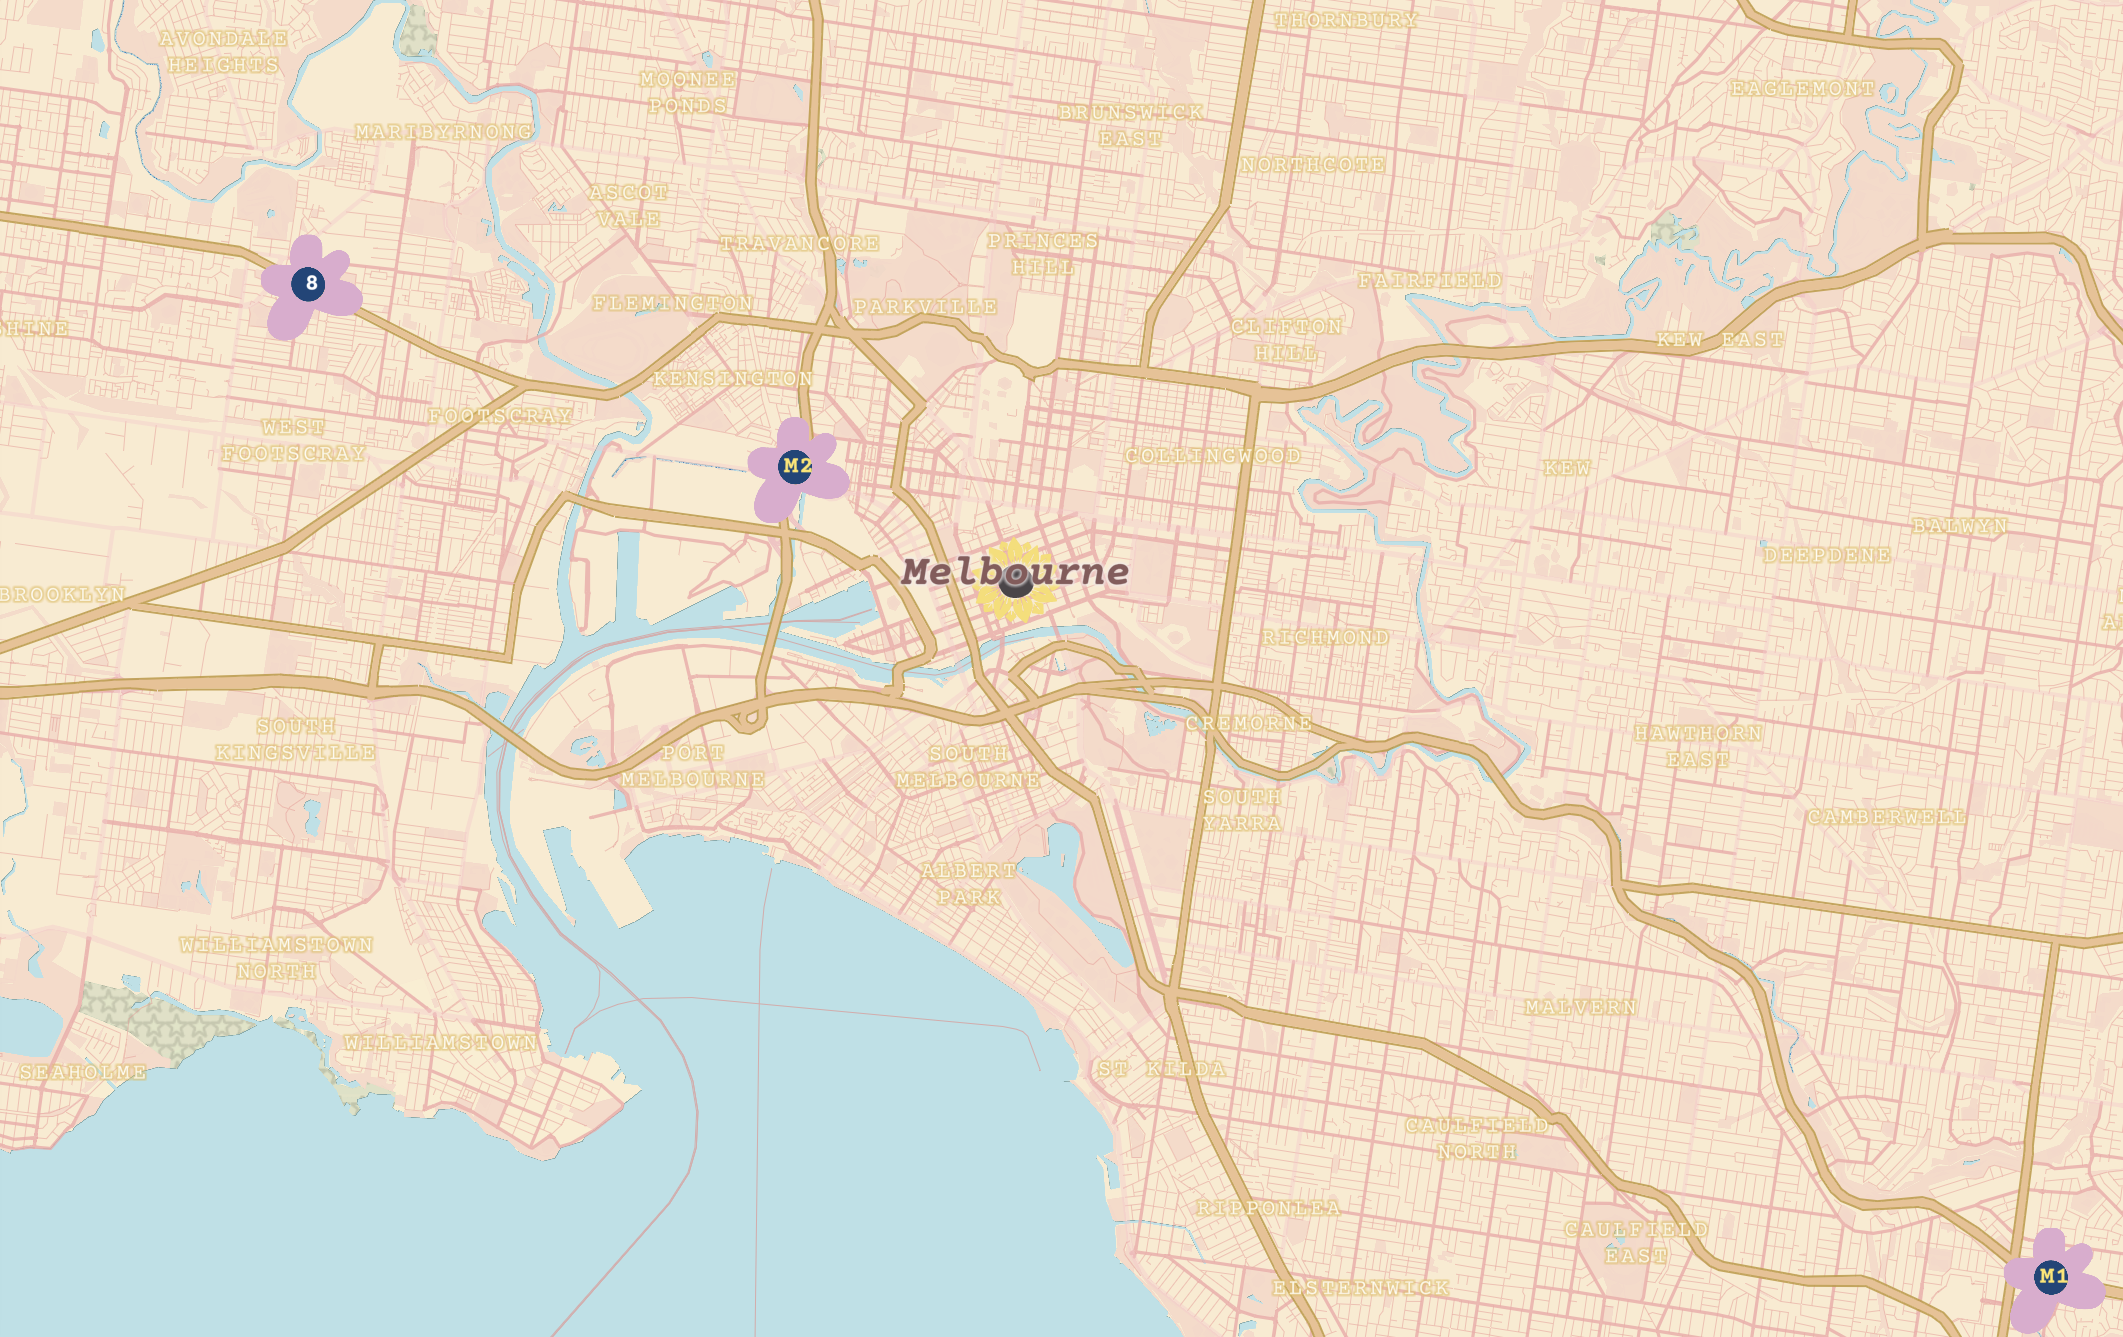 THORNBURY
AVONDALE
HEIGHTS
MOONEE
PONDS
EAGLEMONT
BRUNSWICK
EAST
MARIBYRNONG
NORTHCOTE
ASCOT
VALE
TRAVANCORE
PRINCES
HILL
8
FAIRFIELD
FLEMINGTON
PARKVILLE
SHINE
CLIFTON
HILL
KEW EAST
KENSINGTON
FOOTSCRAY
WEST
FOOTSCRAY
COLLINGWOOD
M2
KEW
BALWYN
DEEPDENE
Melbourne
BROOKLYN
RICHMOND
SOUTH
KINGSVILLE
CREMORNE
HAWTHORN
EAST
PORT
MELBOURNE
SOUTH
MELBOURNE
SOUTH
YARRA
CAMBERWELL
ALBERT
PARK
WILLIAMSTOWN
NORTH
MALVERN
WILLIAMSTOWN
SEAHOLME
ST KILDA
CAULFIELD
NORTH
RIPPONLEA
CAULFIELD
EAST
M1
ELSTERNWICK